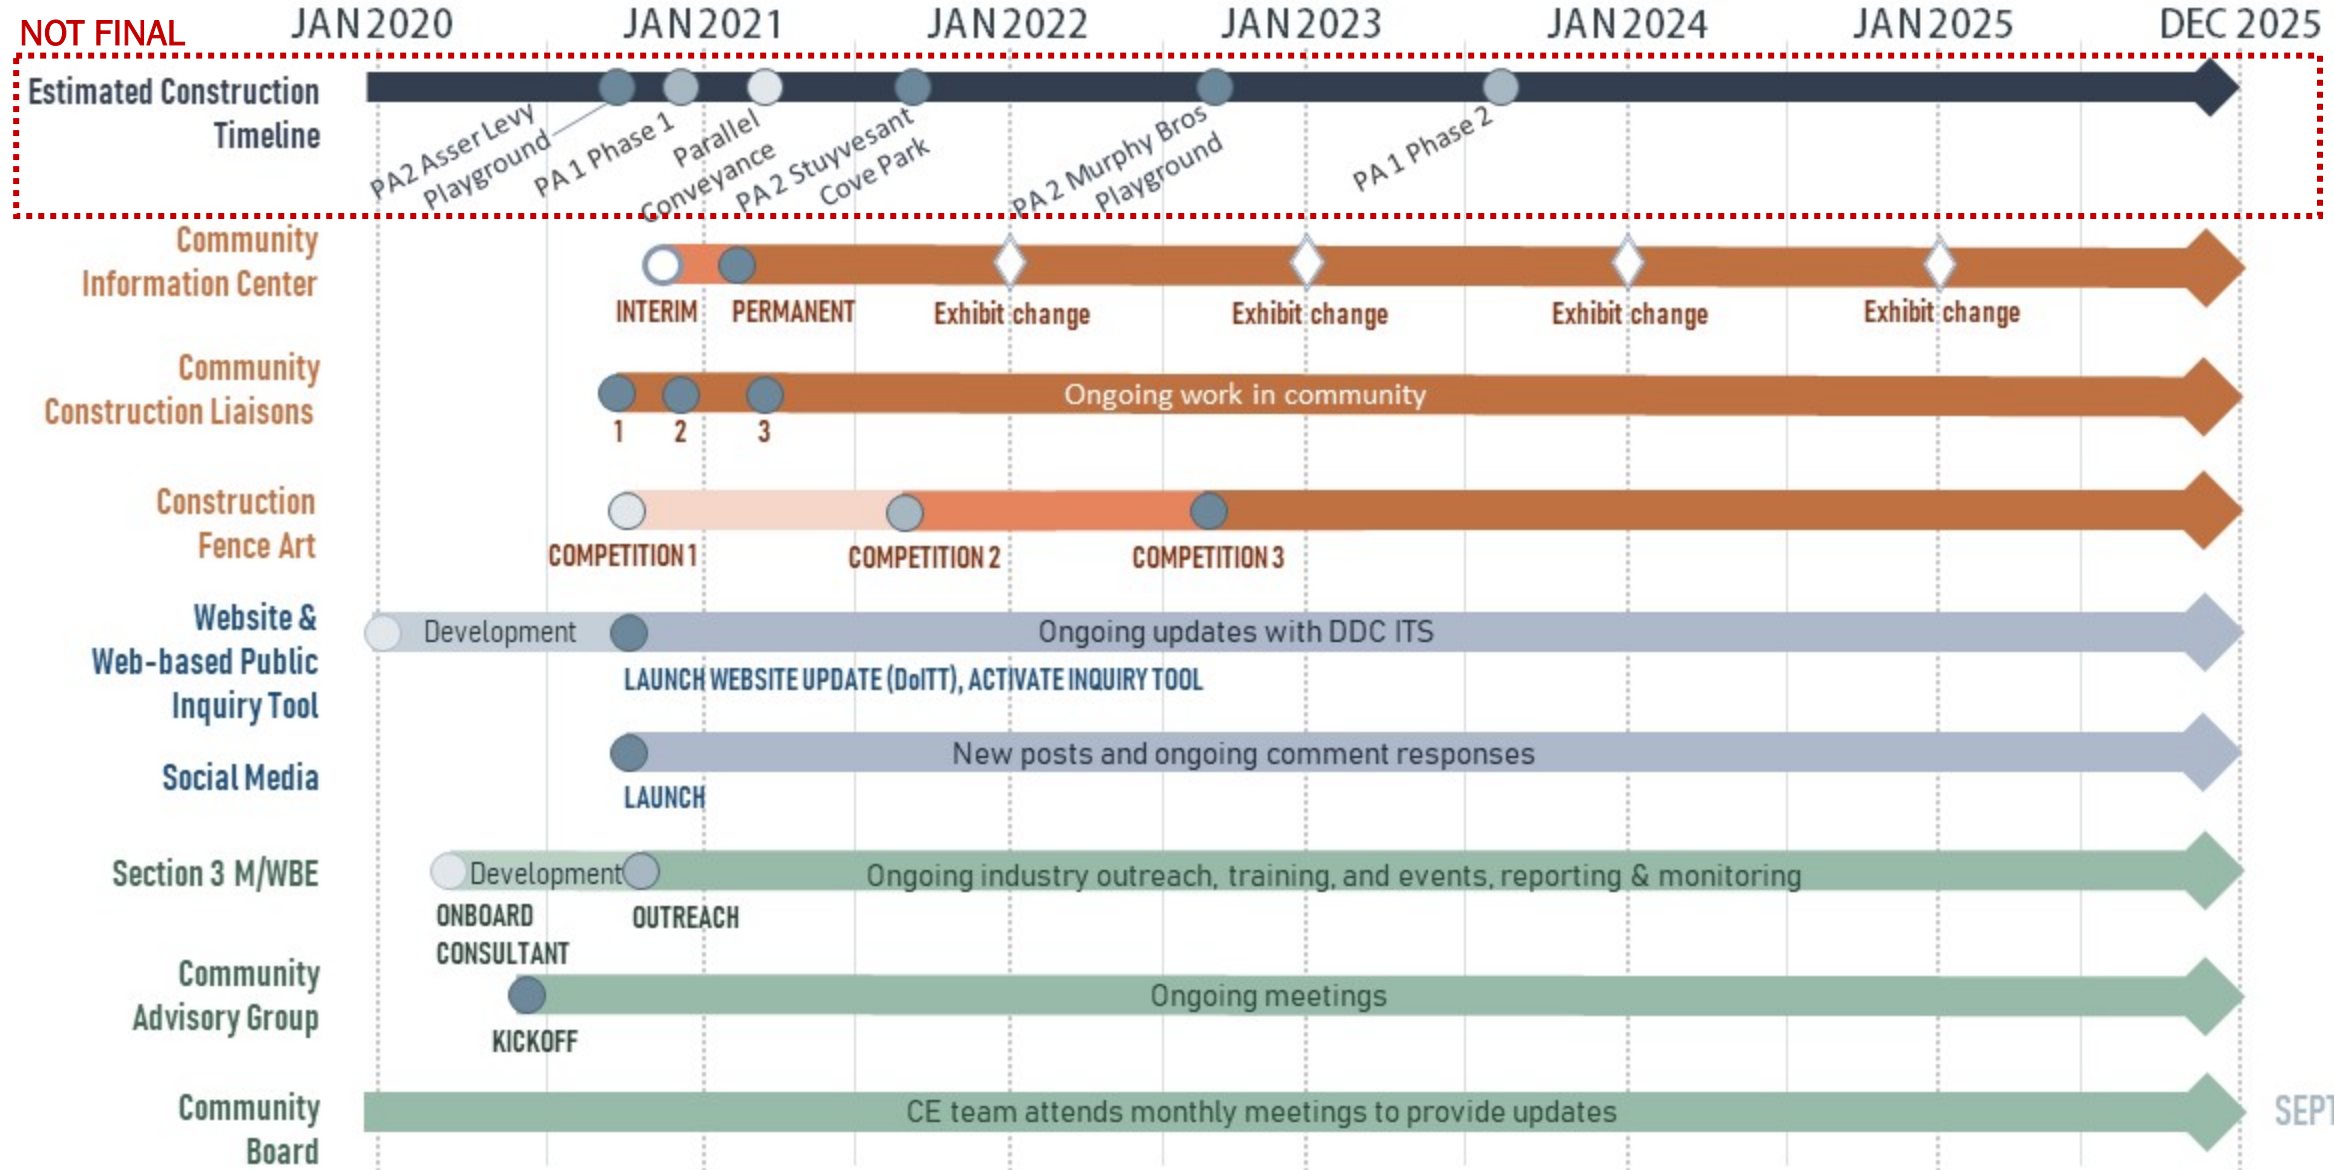 JAN 2020 JAN 2021 JAN 2022 JAN 2023 JAN 2024 JAN 2025 DEC 2025
NOT FINAL
Estimated Construction
Timeline
PA2 Asser Levy
Playground
PA 1 Phase 1
Parallel
Conveyance
PA 2 Stuyvesant
Cove Park
PA 2 Murphy Bros
Playground
PA 1 Phase 2
Community
Information Center
INTERIM PERMANENT Exhibit change Exhibit change Exhibit change Exhibit change
Community
Construction Liaisons
Ongoing work in community
1 2 3
Construction
Fence Art
COMPETITION 1 COMPETITION 2 COMPETITION 3
Website &
Web-based Public
Inquiry Tool
Development Ongoing updates with DDC ITS
LAUNCH WEBSITE UPDATE (DoITT), ACTIVATE INQUIRY TOOL
Social Media
New posts and ongoing comment responses
LAUNCH
Section 3 M/WBE
Development Ongoing industry outreach, training, and events, reporting & monitoring
ONBOARD
CONSULTANT
OUTREACH
Community
Advisory Group
Ongoing meetings
KICKOFF
Community
Board
CE team attends monthly meetings to provide updates
SEPT